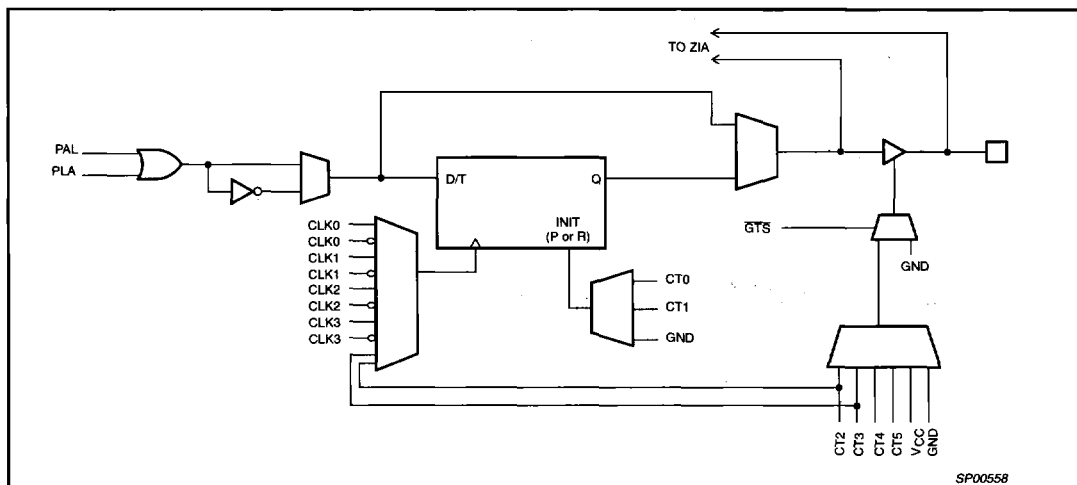 TO ZIA
PAL
PLA
D/T
Q
INIT
(P or R)
CLK0
CLK0
CLK1
CLK1
CLK2
CLK2
CLK3
CLK3
CT0
CT1
GND
GTS
GND
CT2
CT3
CT4
CT5
VCC
GND
SP00558